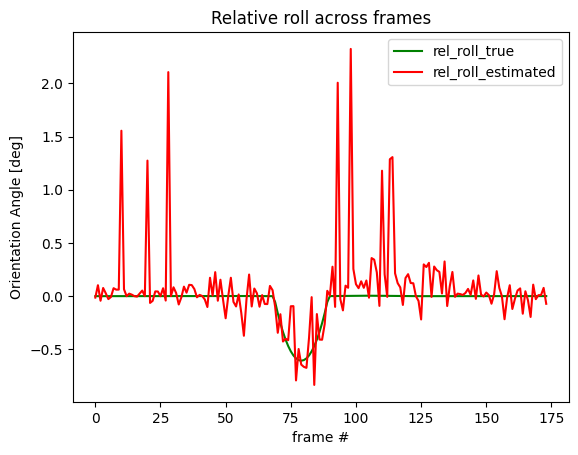 Relative roll across frames
rel_roll_true
rel_roll_estimated
Orientation Angle [deg]
2.0
1.5
1.0
0.5
0.0
−0.5
0 25 50 75 100 125 150 175
frame #